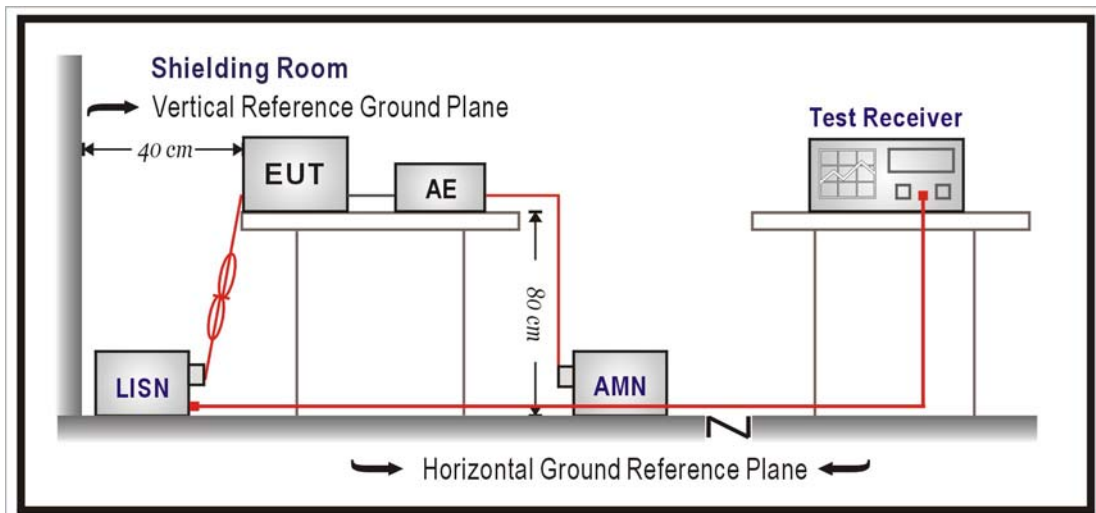 Shielding Room
Vertical Reference Ground Plane
40 cm
EUT
AE
Test Receiver
80 cm
LISN
AMN
Horizontal Ground Reference Plane